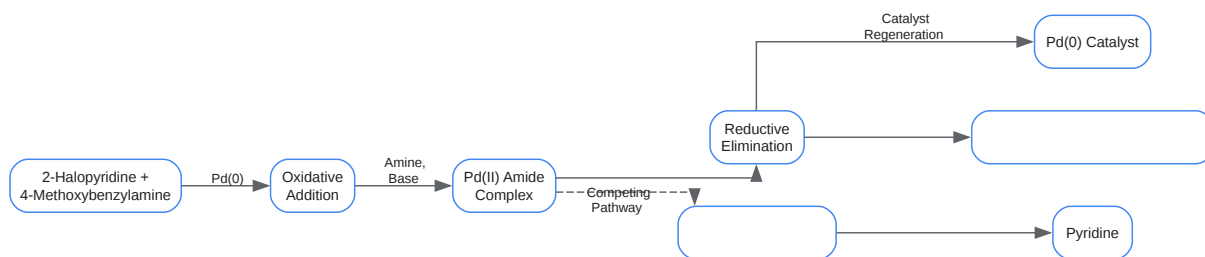 2-Halopyridine +
4-Methoxybenzylamine
Pd(0)
Oxidative
Addition
Amine,
Base
Pd(II) Amide
Complex
Competing
Pathway
Reductive
Elimination
Catalyst
Regeneration
Pd(0) Catalyst
Pyridine